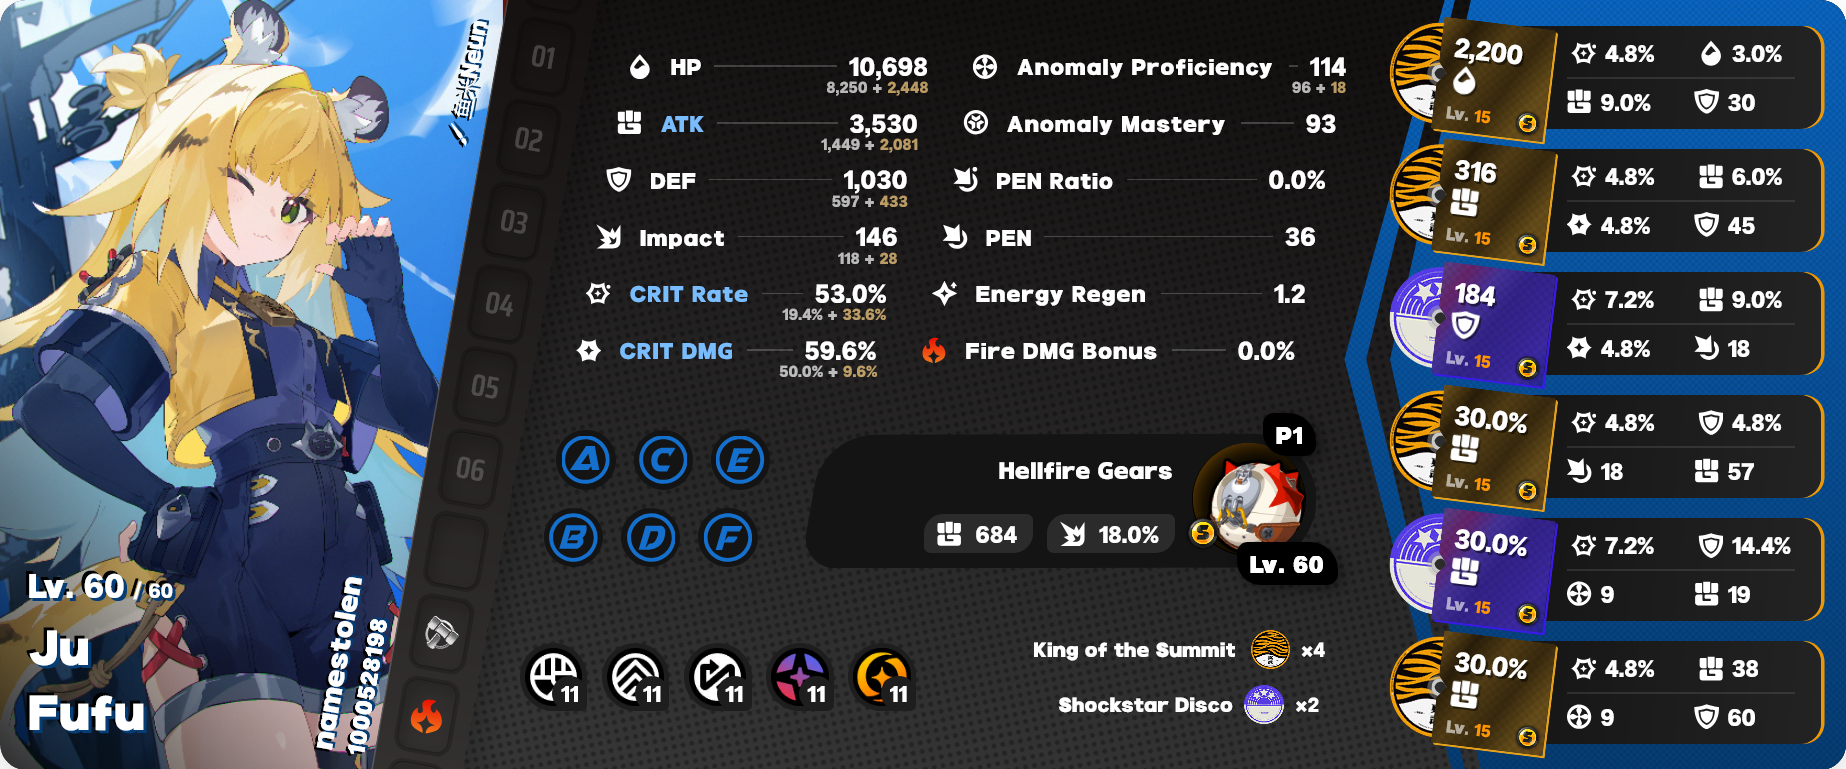 鱼米Neun
Lv. 60 / 60
Ju
Fufu
namestolen
1000528198
01
02
03
04
05
06
HP 10,698
8,250 + 2,448
ATK 3,530
1,449 + 2,081
DEF 1,030
597 + 433
Impact 146
118 + 28
CRIT Rate 53.0%
19.4% + 33.6%
CRIT DMG 59.6%
50.0% + 9.6%
Anomaly Proficiency 114
96 + 18
Anomaly Mastery 93
PEN Ratio 0.0%
PEN 36
Energy Regen 1.2
Fire DMG Bonus 0.0%
A C E
B D F
P1
Hellfire Gears
684 18.0%
S
Lv. 60
11 11 11 11 11
King of the Summit ×4
Shockstar Disco ×2
2,200
Lv. 15 S
4.8% 3.0%
9.0% 30
316
Lv. 15 S
4.8% 6.0%
4.8% 45
184
Lv. 15 S
7.2% 9.0%
4.8% 18
30.0%
Lv. 15 S
4.8% 4.8%
18 57
30.0%
Lv. 15 S
7.2% 14.4%
9 19
30.0%
Lv. 15 S
4.8% 38
9 60